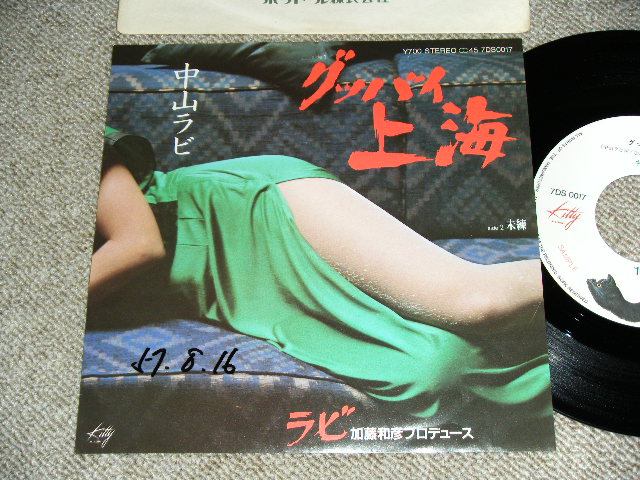 ¥700 STEREO 45 7DS0017
グッバイ
上海
中山ラビ
side 2 未練
57.8.16
ラビ 加藤和彦プロデュース
Kitty
7DS 0017
Kitty
SAMPLE